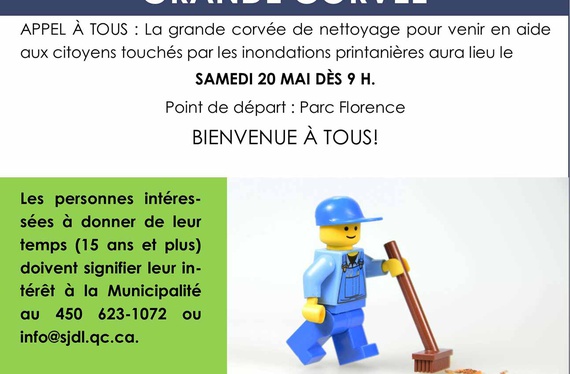 GRANDE CORVÉE
APPEL À TOUS : La grande corvée de nettoyage pour venir en aide
aux citoyens touchés par les inondations printanières aura lieu le
SAMEDI 20 MAI DÈS 9 H.
Point de départ : Parc Florence
BIENVENUE À TOUS!
Les personnes intéres-
sées à donner de leur
temps (15 ans et plus)
doivent signifier leur in-
térêt à la Municipalité
au 450 623-1072 ou
info@sjdl.qc.ca.